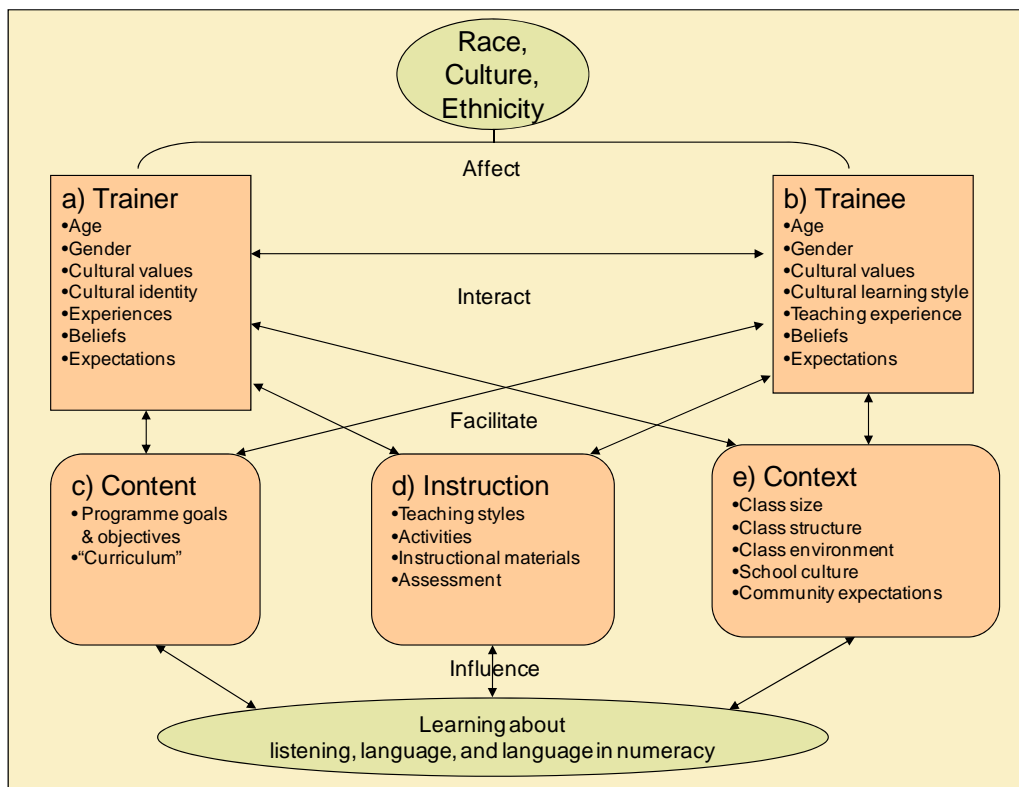 Race,
Culture,
Ethnicity
Affect
a) Trainer
•Age
•Gender
•Cultural values
•Cultural identity
•Experiences
•Beliefs
•Expectations
b) Trainee
•Age
•Gender
•Cultural values
•Cultural learning style
•Teaching experience
•Beliefs
•Expectations
Interact
Facilitate
c) Content
• Programme goals
& objectives
•“Curriculum”
d) Instruction
•Teaching styles
•Activities
•Instructional materials
•Assessment
e) Context
•Class size
•Class structure
•Class environment
•School culture
•Community expectations
Influence
Learning about
listening, language, and language in numeracy